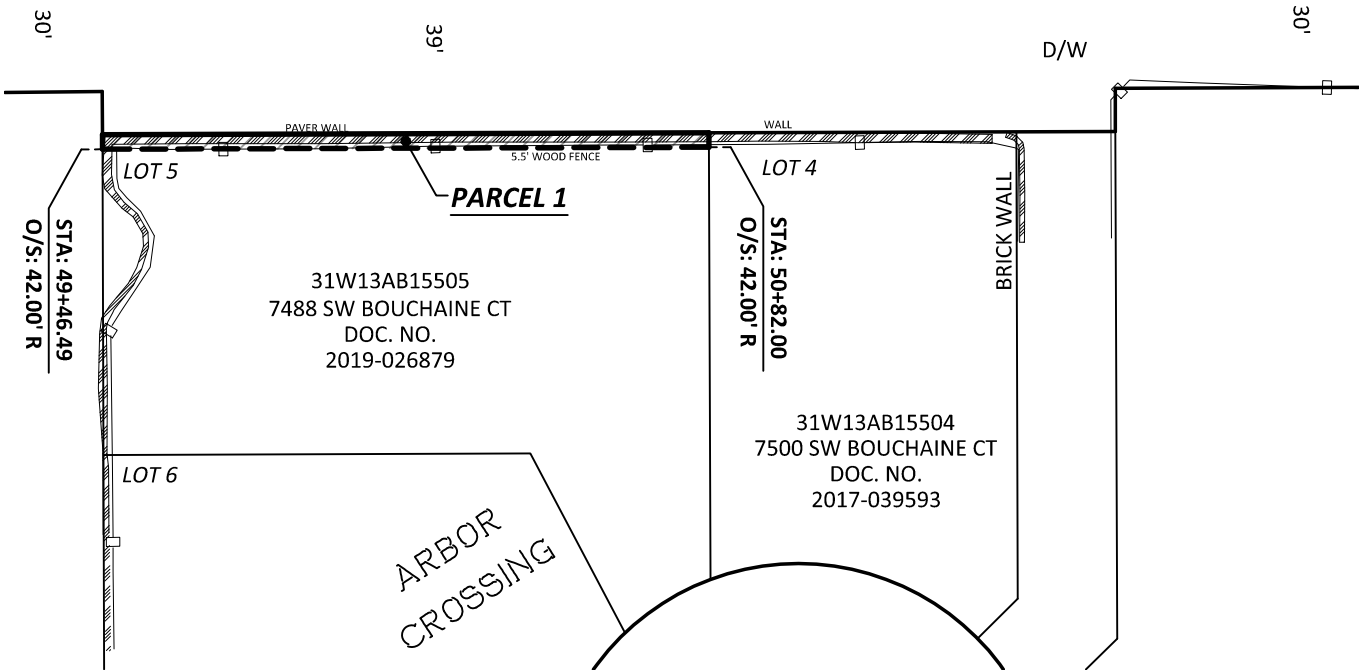 30'
39'
30'
D/W
PAVER WALL
WALL
5.5' WOOD FENCE
LOT 5
LOT 4
PARCEL 1
STA: 49+46.49
O/S: 42.00' R
STA: 50+82.00
O/S: 42.00' R
BRICK WALL
31W13AB15505
7488 SW BOUCHAINE CT
DOC. NO.
2019-026879
31W13AB15504
7500 SW BOUCHAINE CT
DOC. NO.
2017-039593
LOT 6
ARBOR
CROSSING